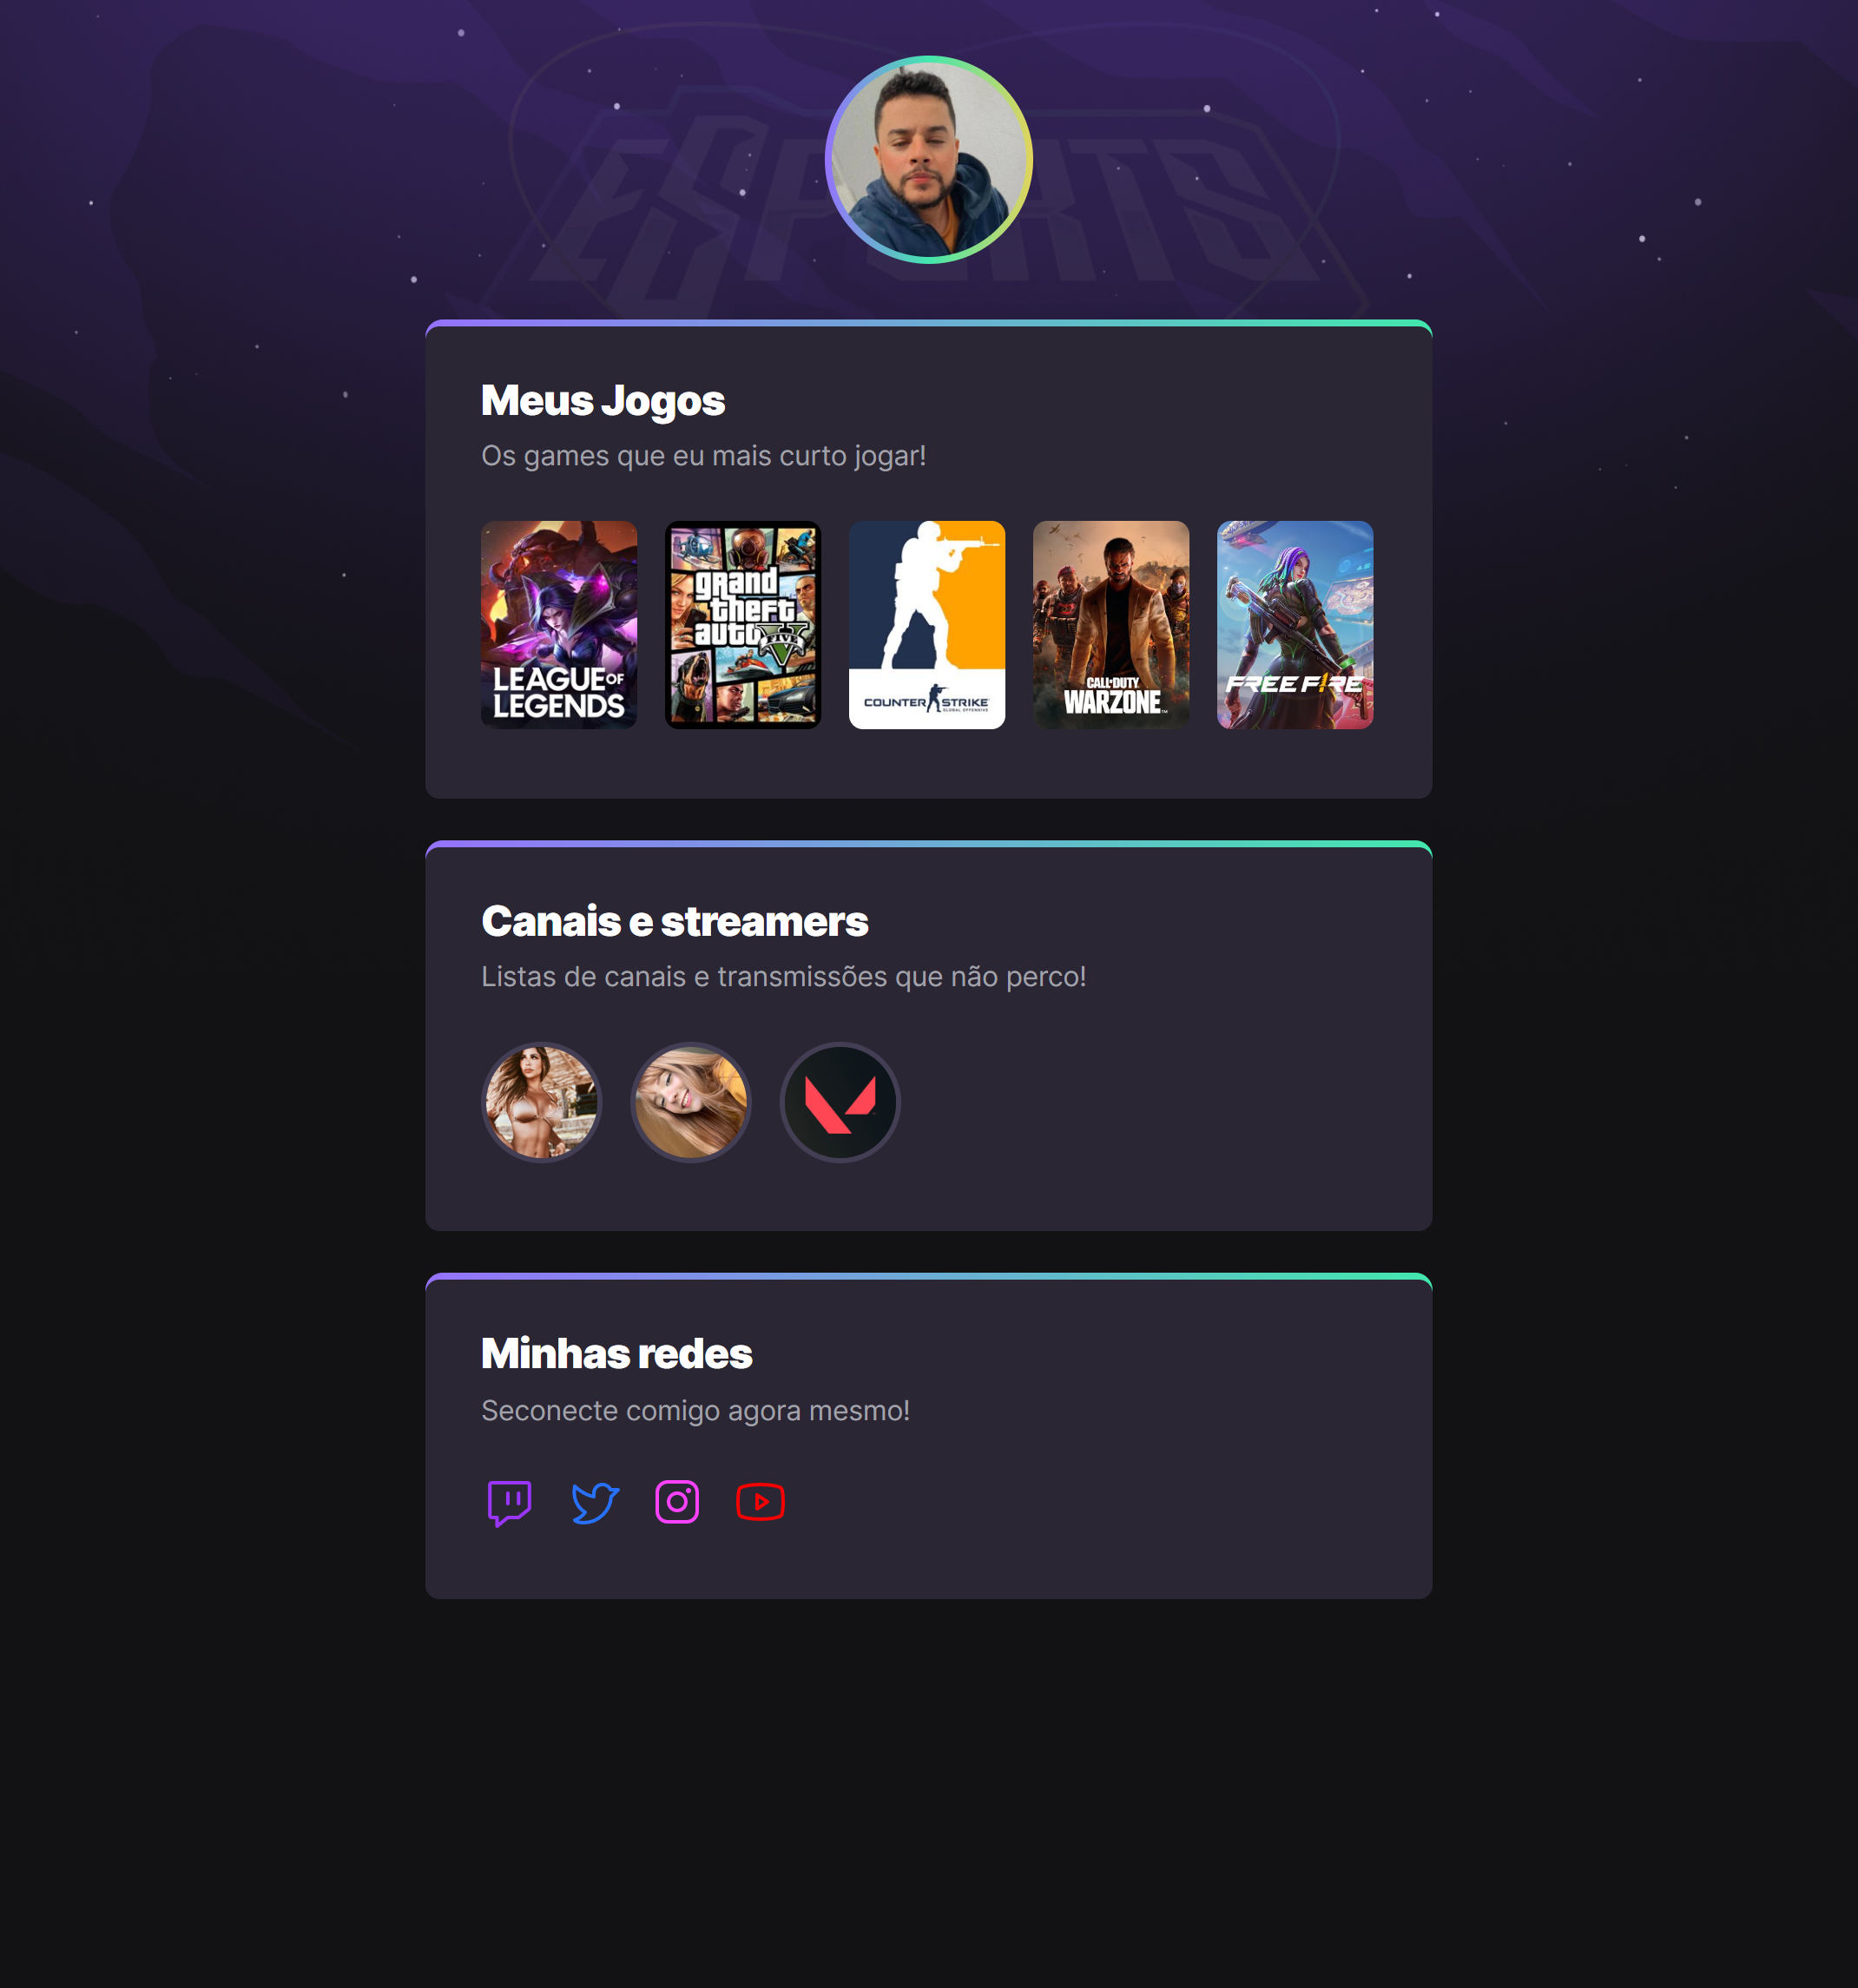 ESPORTS
Meus Jogos
Os games que eu mais curto jogar!
LEAGUE OF
LEGENDS
grand
theft
auto
FIVE
COUNTER STRIKE
GLOBAL OFFENSIVE
CALL OF DUTY
WARZONE
FREE FIRE
Canais e streamers
Listas de canais e transmissões que não perco!
Minhas redes
Seconecte comigo agora mesmo!